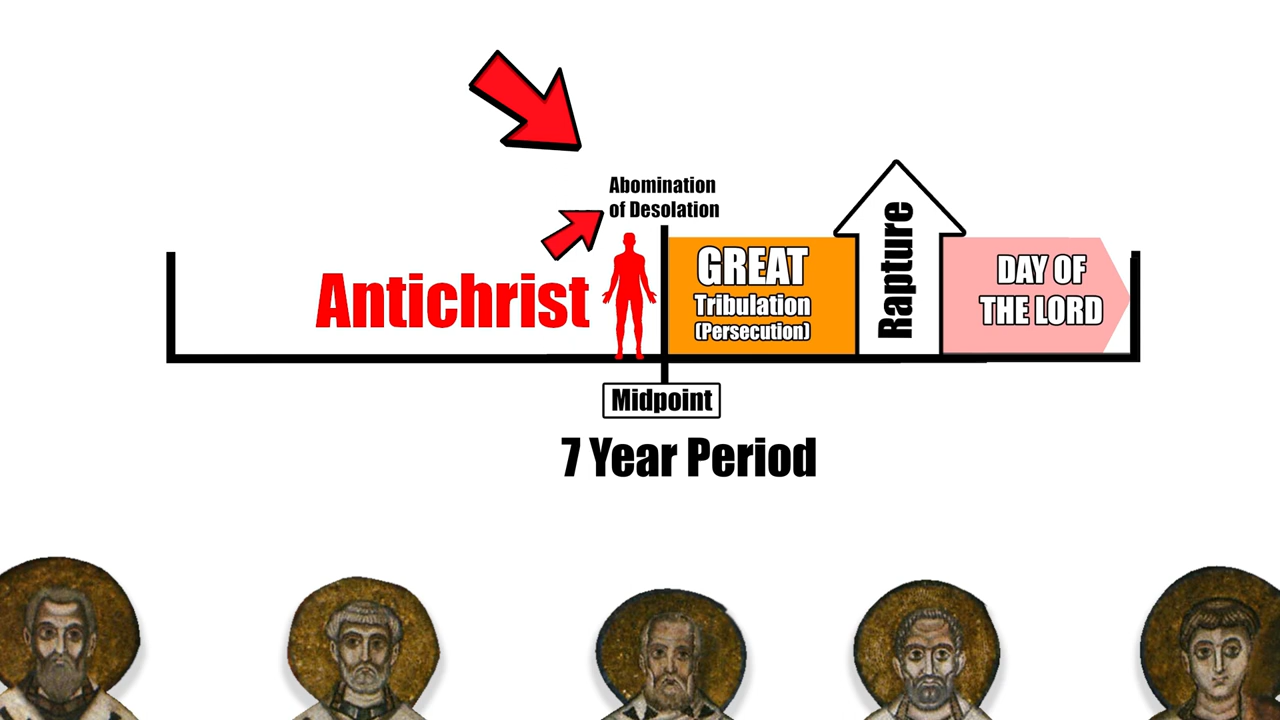 Abomination
of Desolation
Antichrist
GREAT
Tribulation
(Persecution)
Rapture
DAY OF
THE LORD
Midpoint
7 Year Period